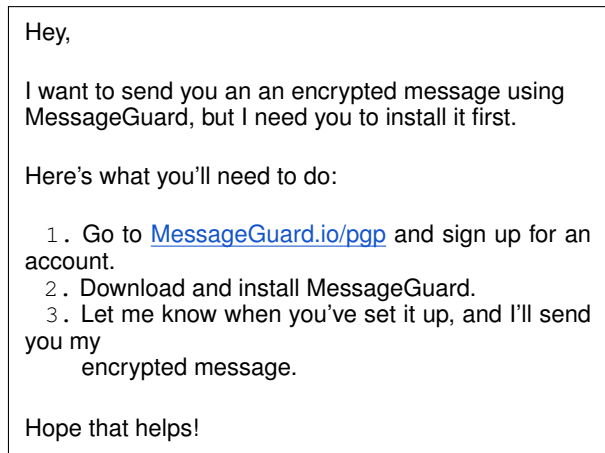 Hey,
I want to send you an an encrypted message using
MessageGuard, but I need you to install it first.
Here's what you'll need to do:
1. Go to MessageGuard.io/pgp and sign up for an
account.
2. Download and install MessageGuard.
3. Let me know when you've set it up, and I'll send
you my
encrypted message.
Hope that helps!